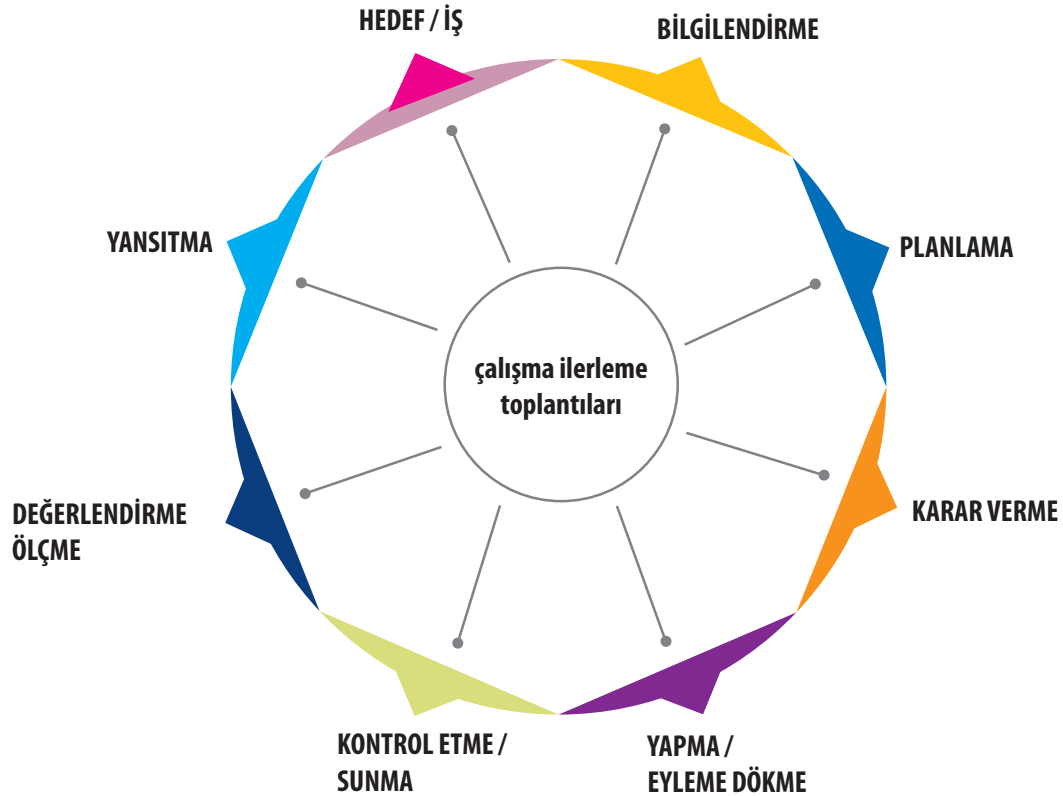 HEDEF / İŞ
BİLGİLENDİRME
PLANLAMA
KARAR VERME
YAPMA /
EYLEME DÖKME
KONTROL ETME /
SUNMA
DEĞERLENDİRME
ÖLÇME
YANSITMA
çalışma ilerleme
toplantıları